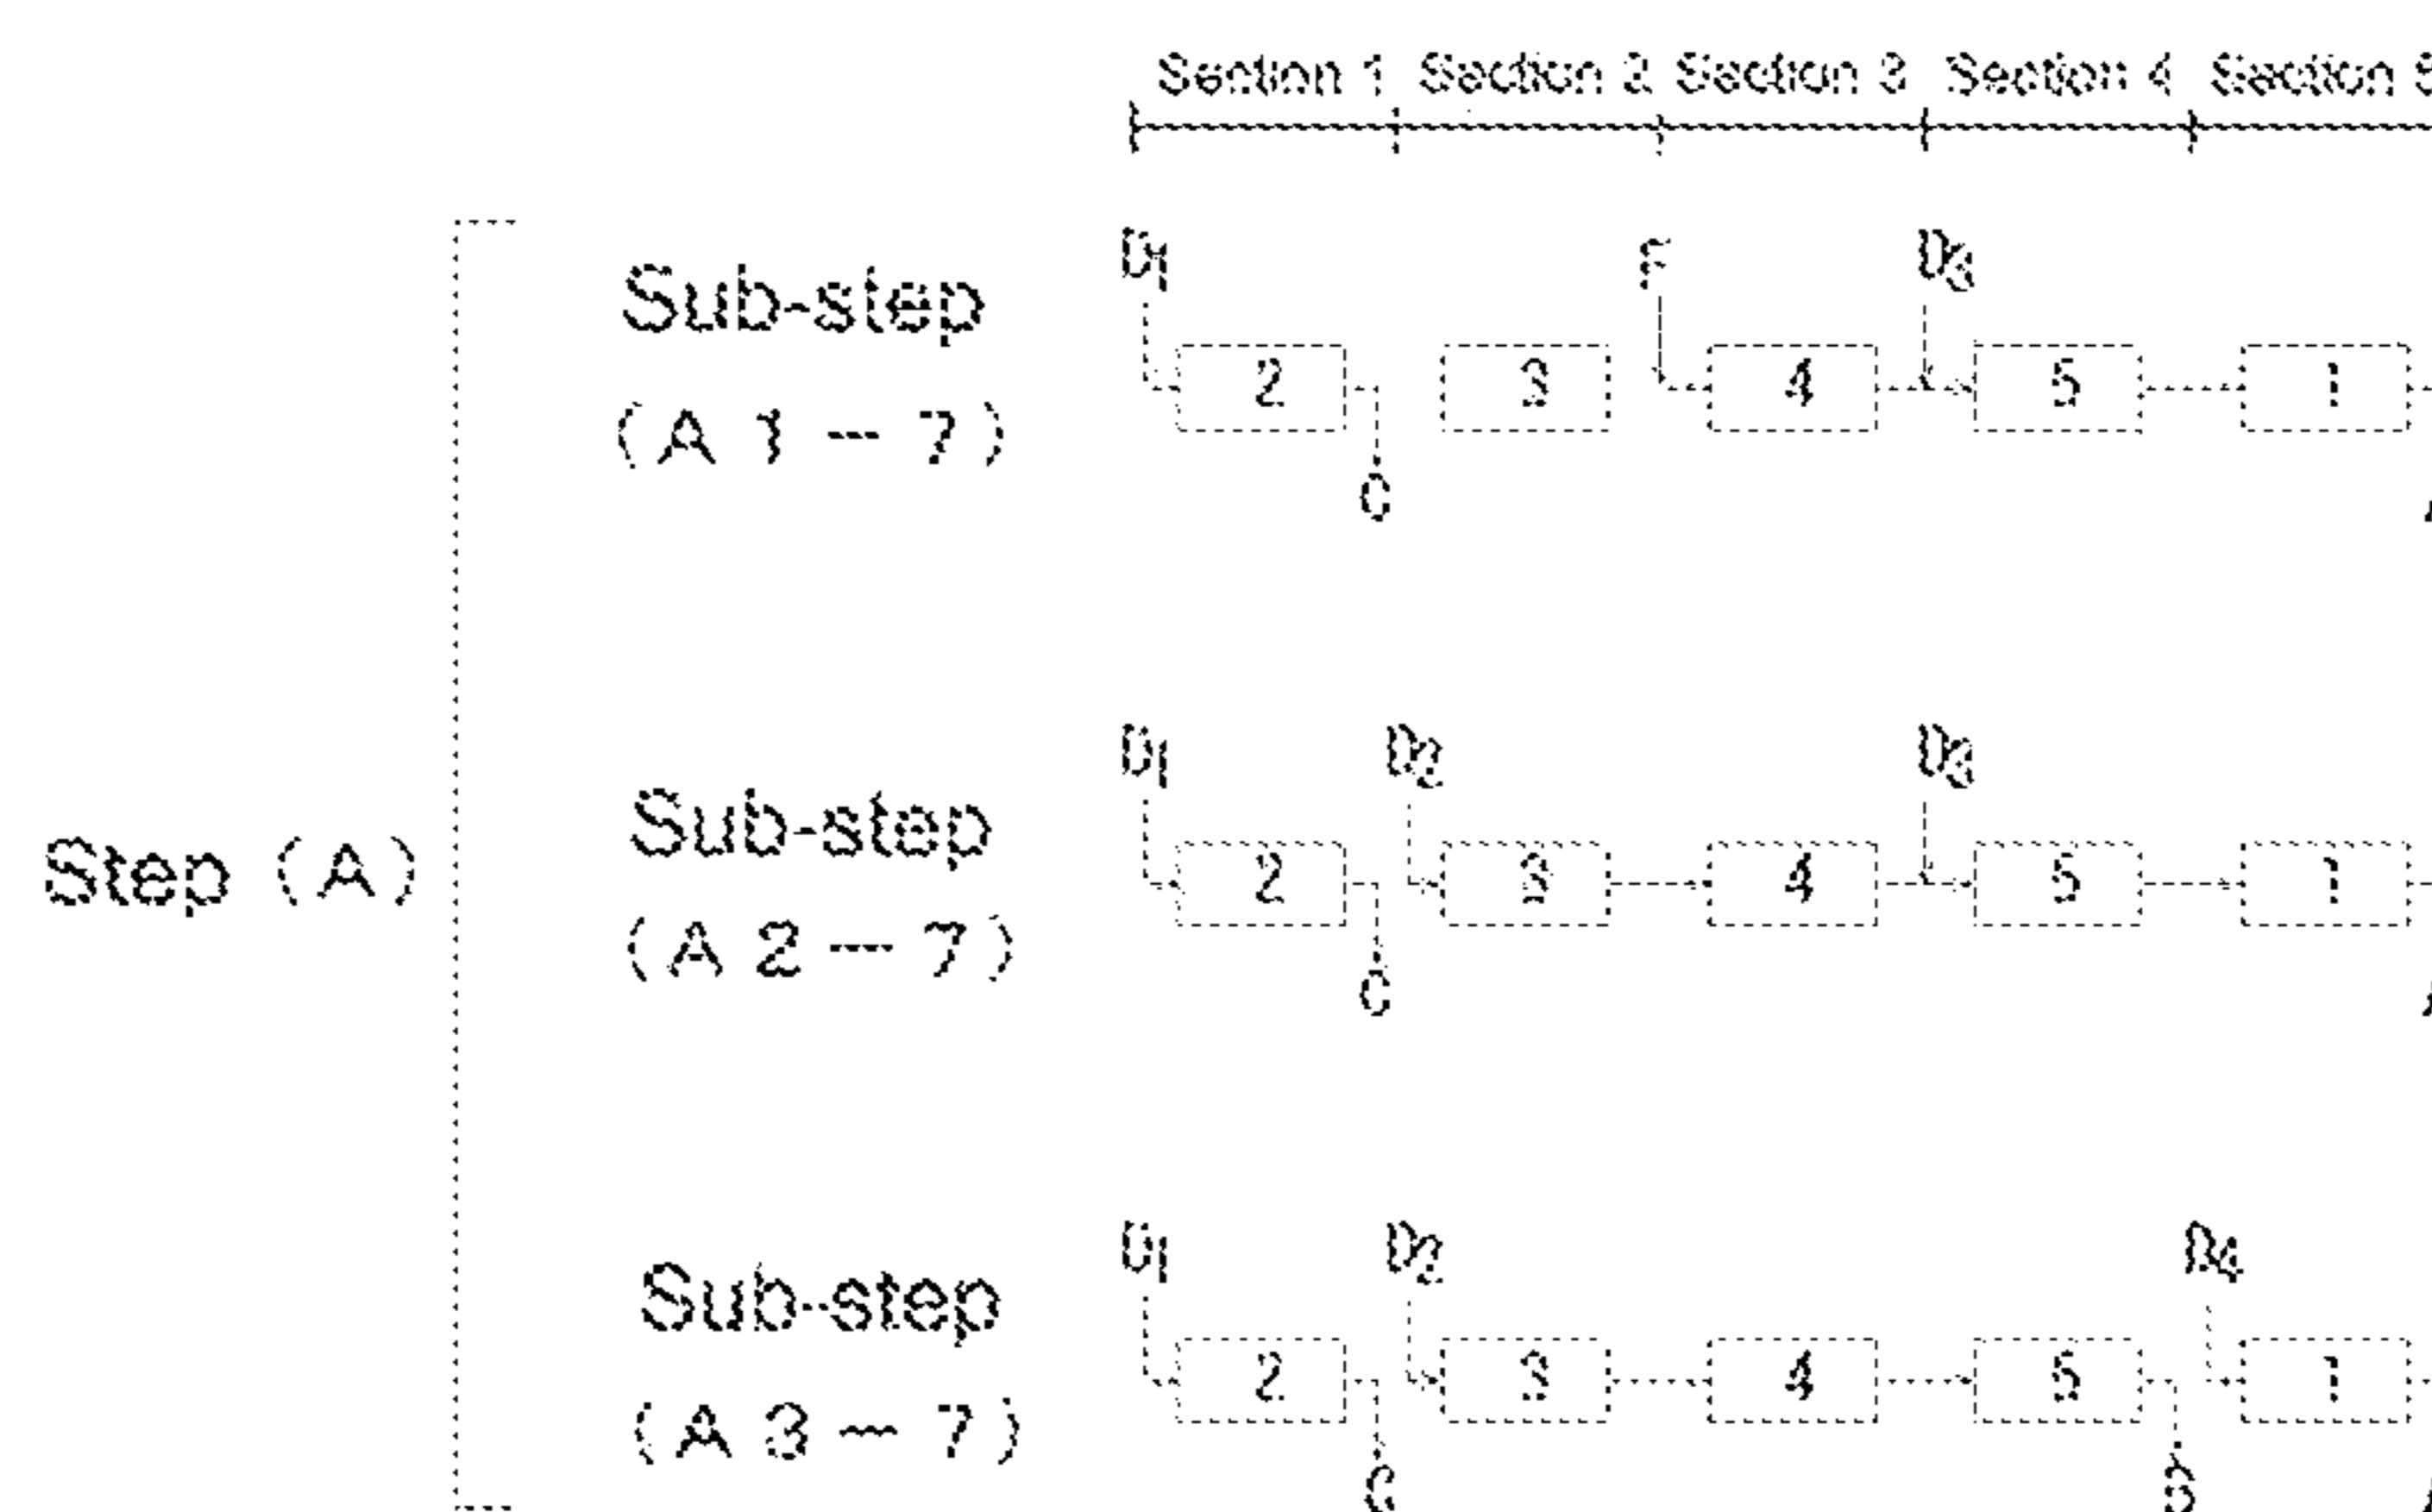 Section 1 Section 2 Section 3 Section 4 Section 5
D1 F D3
Sub-step
2 3 4 5 1
(A 1 – 7)
C
D1 D2 D3
Sub-step
Step (A)
2 3 4 5 1
(A 2 – 7)
C
D1 D2 D4
Sub-step
2 3 4 5 1
(A 3 – 7)
C